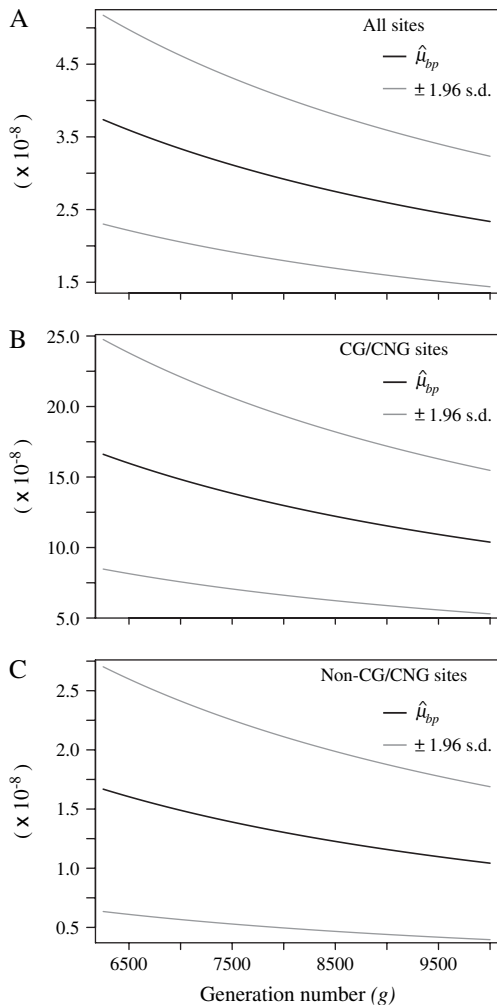 A
All sites
μ̂bp
± 1.96 s.d.
4.5
3.5
2.5
1.5
( x 10⁻⁸ )
B
CG/CNG sites
μ̂bp
± 1.96 s.d.
25.0
20.0
15.0
10.0
5.0
( x 10⁻⁸ )
C
Non-CG/CNG sites
μ̂bp
± 1.96 s.d.
2.5
2.0
1.5
1.0
0.5
( x 10⁻⁸ )
6500 7500 8500 9500
Generation number (g)